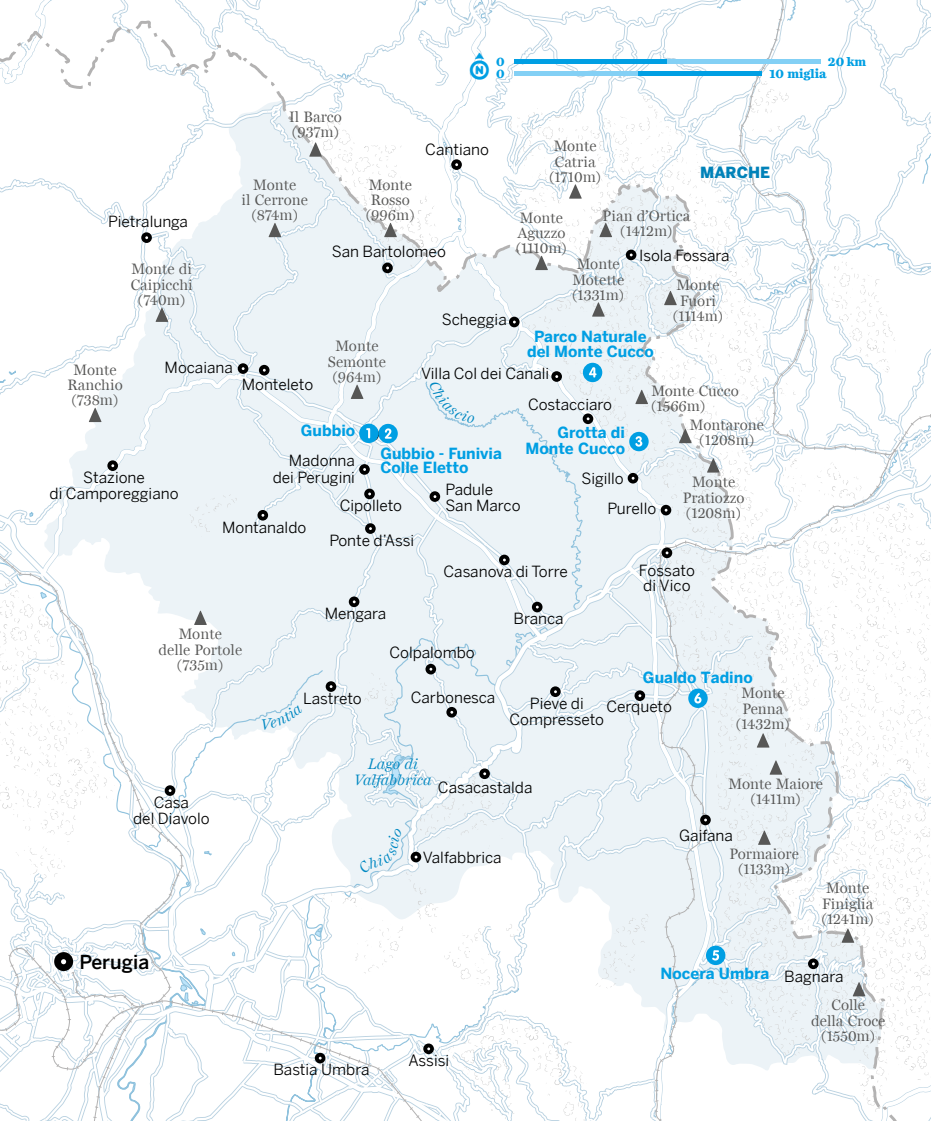 0
20 km
N
0
10 miglia
Il Barco
(937m)
Cantiano
Monte
Catria
(1710m)
MARCHE
Monte
il Cerrone
(874m)
Monte
Rosso
(996m)
Pietralunga
Monte
Aguzzo
(1110m)
Pian d'Ortica
(1412m)
San Bartolomeo
Isola Fossara
Monte di
Caipicchi
(740m)
Monte
Motette
(1331m)
Monte
Fuori
(1114m)
Scheggia
Parco Naturale
del Monte Cucco
4
Monte
Semonte
(964m)
Mocaiana
Monteleto
Villa Col dei Canali
Monte
Ranchio
(738m)
Chiascio
Monte Cucco
(1566m)
Costacciaro
Gubbio
1
2
Grotta di
Monte Cucco
3
Montarone
(1208m)
Gubbio - Funivia
Colle Eletto
Madonna
dei Perugini
Stazione
di Camporeggiano
Sigillo
Monte
Pratiozzo
(1208m)
Cipolleto
Padule
San Marco
Purello
Montanaldo
Ponte d'Assi
Casanova di Torre
Fossato
di Vico
Mengara
Branca
Monte
delle Portole
(735m)
Colpalombo
Gualdo Tadino
6
Lastreto
Carbonesca
Pieve di
Compresseto
Cerqueto
Monte
Penna
(1432m)
Ventia
Lago di
Valfabbrica
Casacastalda
Monte Maiore
(1411m)
Casa
del Diavolo
Gaifana
Chiascio
Valfabbrica
Pornaiore
(1133m)
Monte
Finiglia
(1241m)
Perugia
5
Nocera Umbra
Bagnara
Colle
della Croce
(1550m)
Assisi
Bastia Umbra